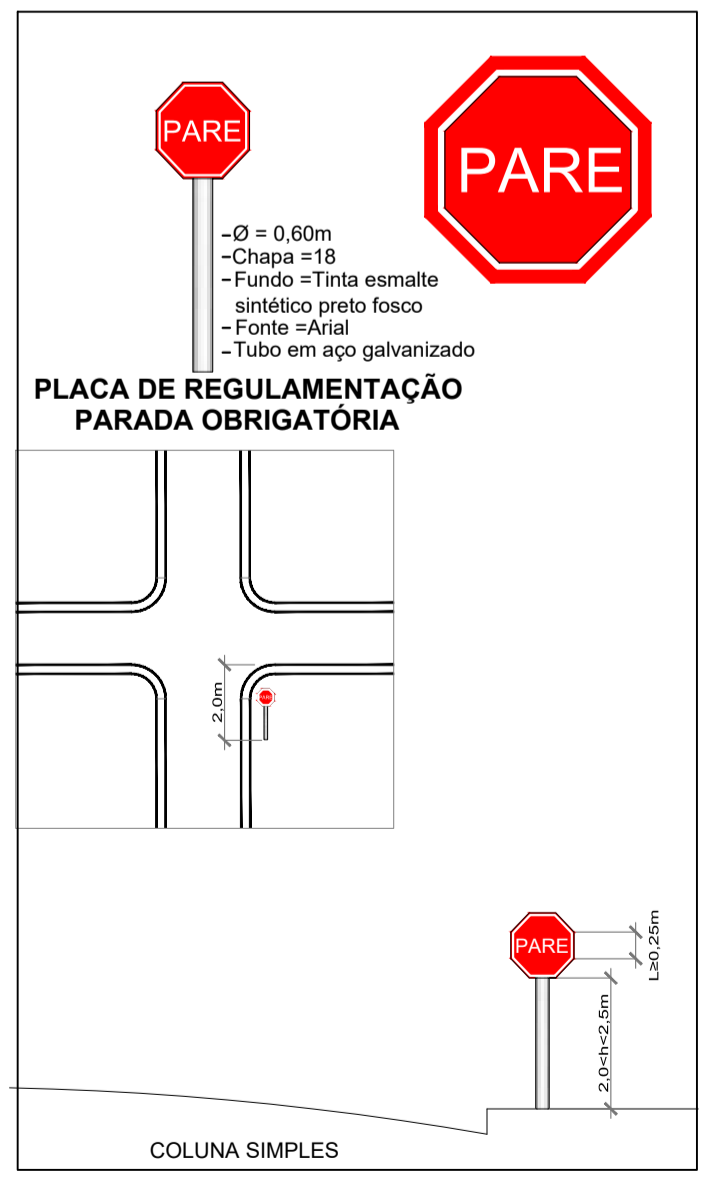 PARE
PARE
-Ø = 0,60m
-Chapa =18
-Fundo =Tinta esmalte
sintético preto fosco
-Fonte =Arial
-Tubo em aço galvanizado
PLACA DE REGULAMENTAÇÃO
PARADA OBRIGATÓRIA
2,0m
PARE
PARE
L≥0,25m
2,0<h<2,5m
COLUNA SIMPLES